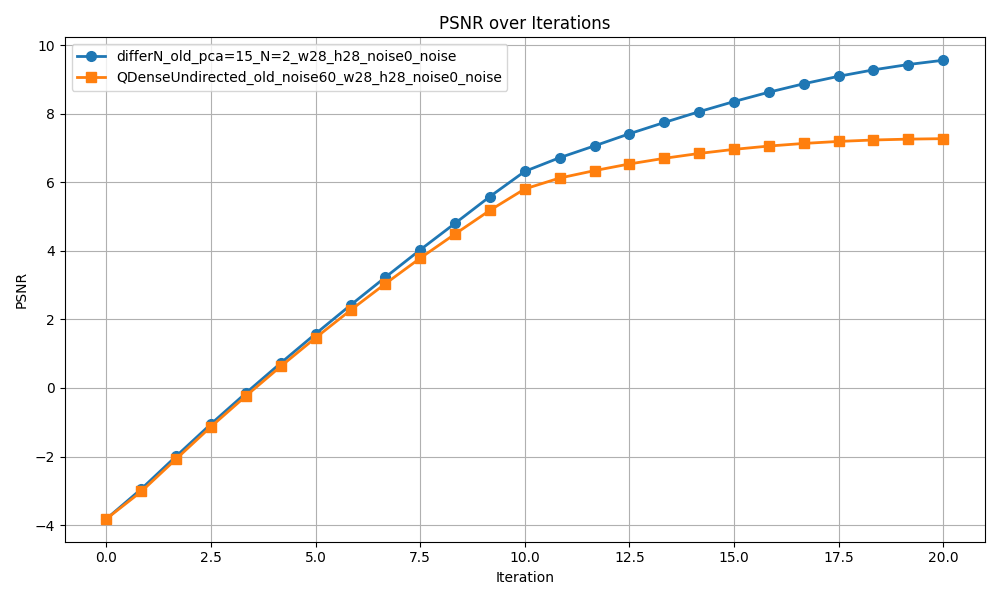 PSNR over Iterations
differN_old_pca=15_N=2_w28_h28_noise0_noise
QDenseUndirected_old_noise60_w28_h28_noise0_noise
10
8
6
4
2
0
−2
−4
PSNR
0.0 2.5 5.0 7.5 10.0 12.5 15.0 17.5 20.0
Iteration